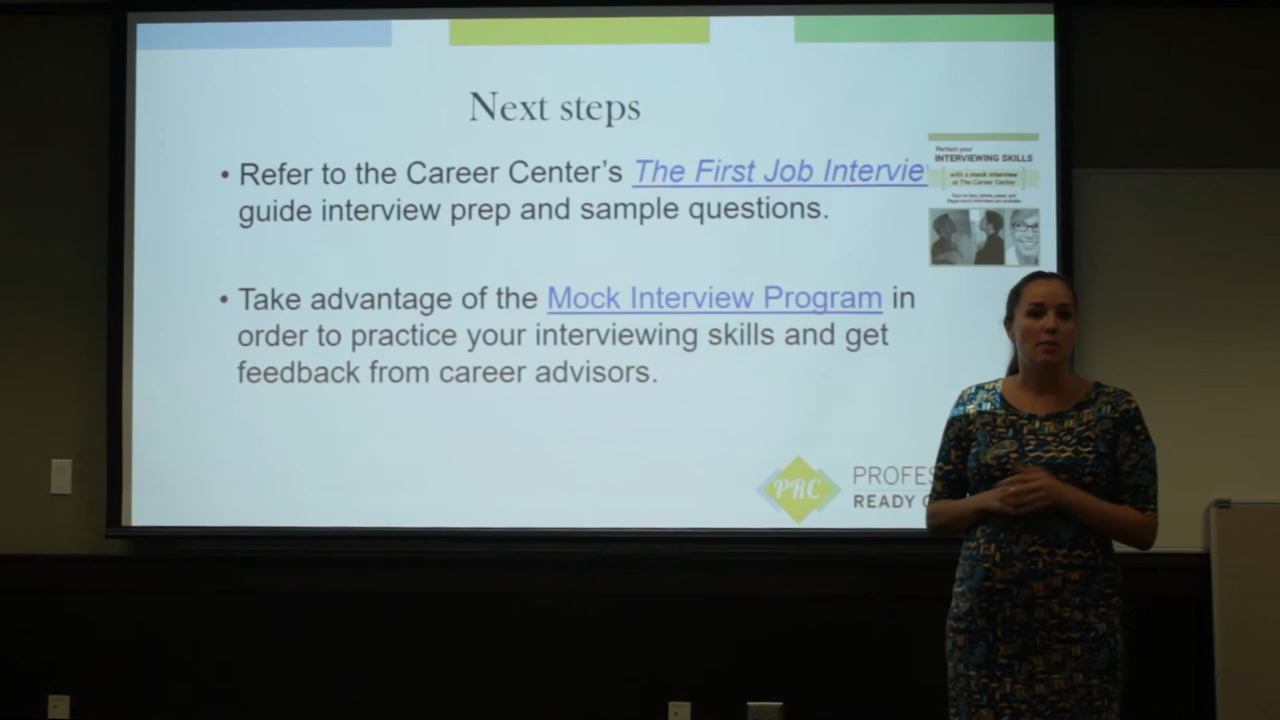 Next steps
• Refer to the Career Center's The First Job Intervie
guide interview prep and sample questions.
• Take advantage of the Mock Interview Program in
order to practice your interviewing skills and get
feedback from career advisors.
Perfect your
INTERVIEWING SKILLS
with a mock interview
at The Career Center
PRC
PROFES
READY